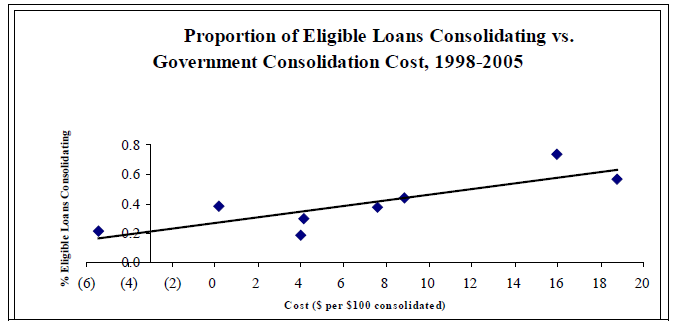 Proportion of Eligible Loans Consolidating vs.
Government Consolidation Cost, 1998-2005
% Eligible Loans Consolidating
0.8
0.6
0.4
0.2
0.0
(6) (4) (2) 0 2 4 6 8 10 12 14 16 18 20
Cost ($ per $100 consolidated)